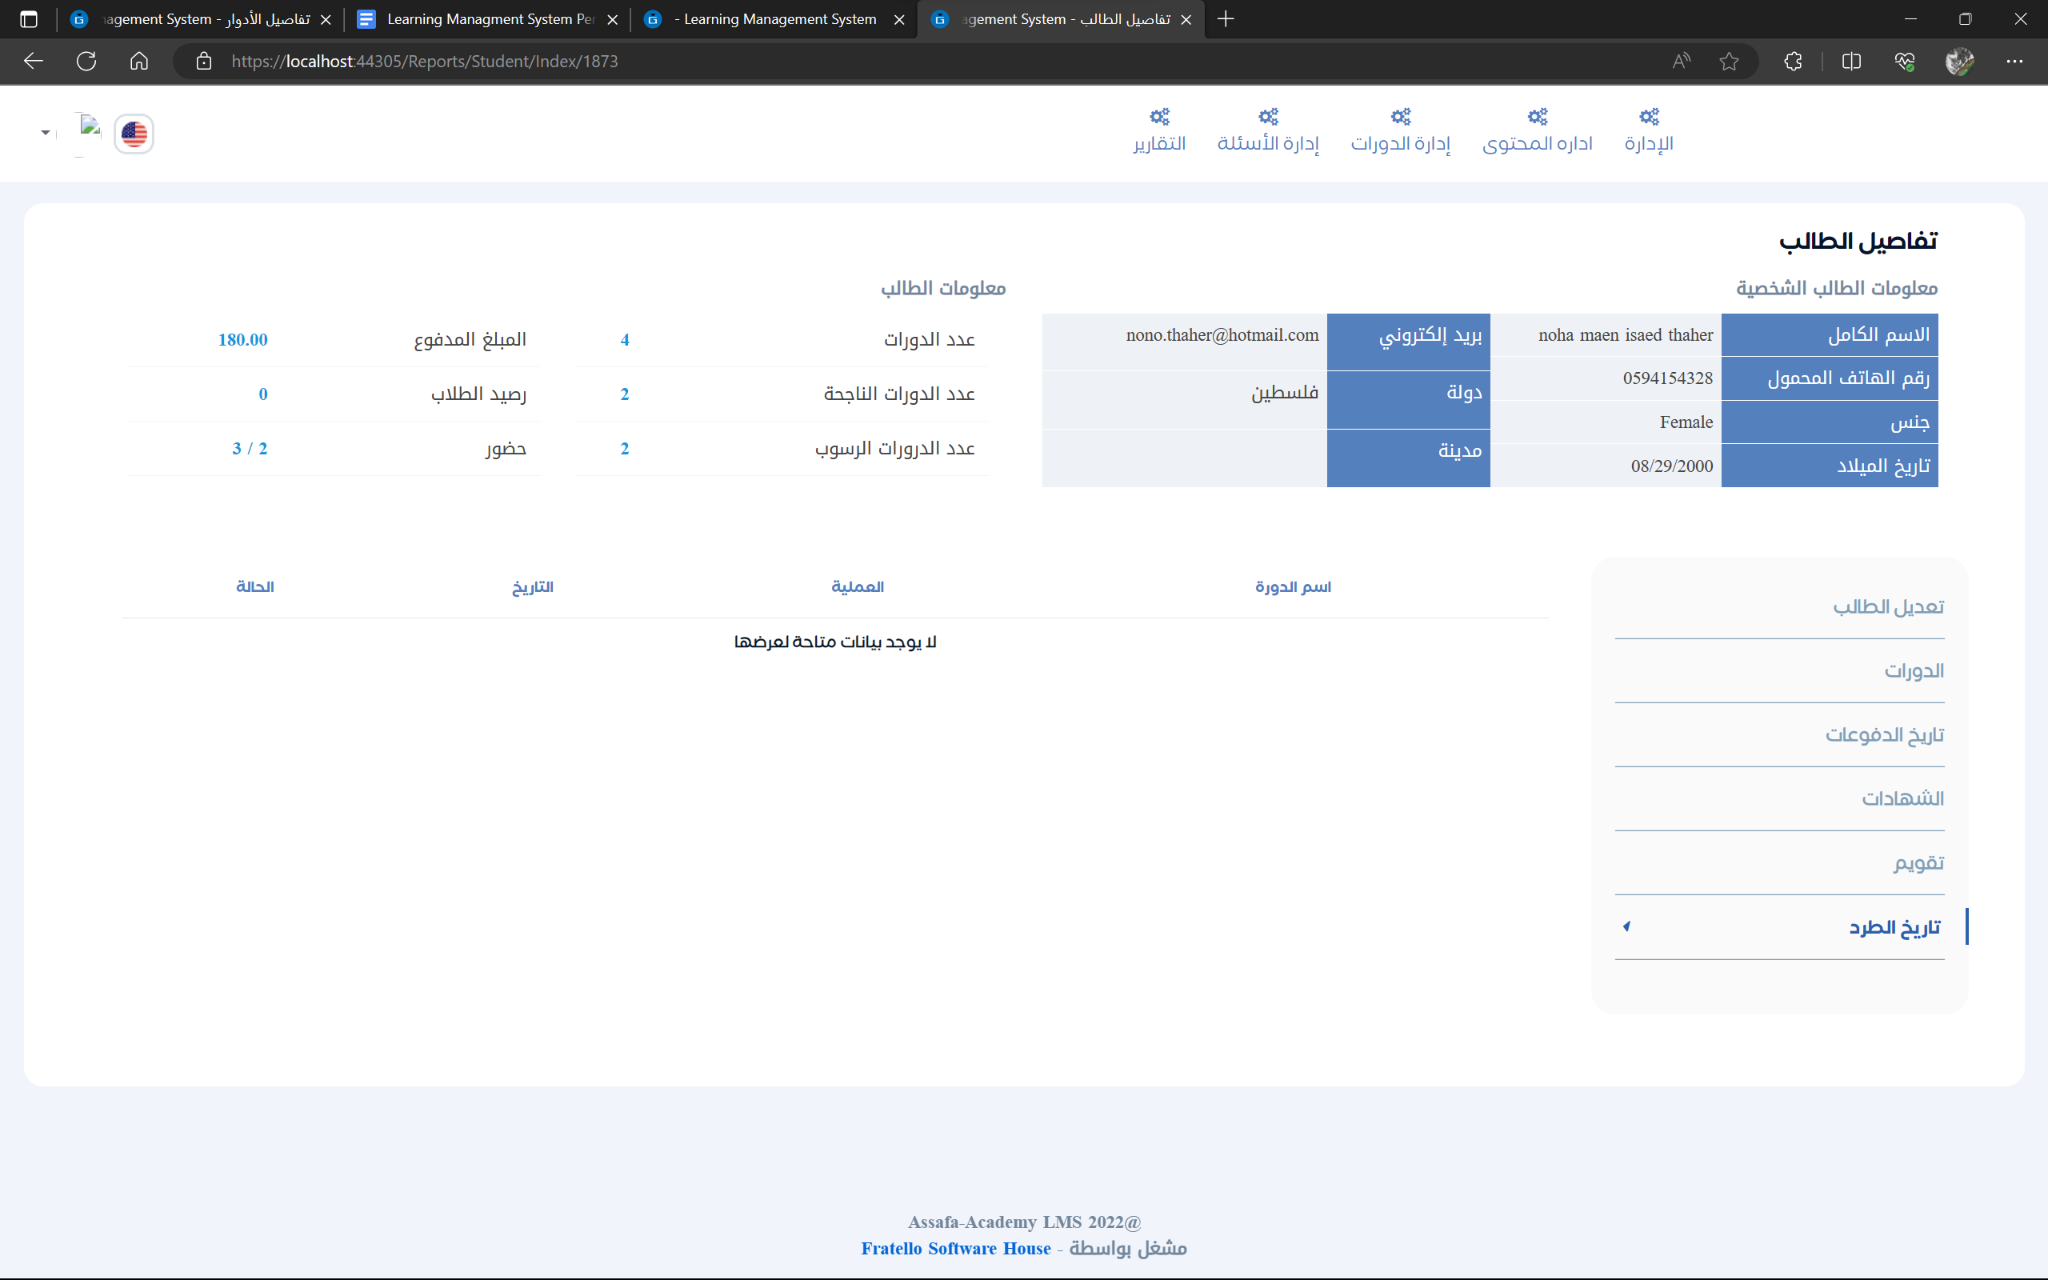 agement System - تفاصيل الأدوار
Learning Managment System Per
- Learning Management System
agement System - تفاصيل الطالب
https://localhost:44305/Reports/Student/Index/1873
الإدارة
اداره المحتوى
إدارة الدورات
إدارة الأسئلة
التقارير
تفاصيل الطالب
معلومات الطالب الشخصية
الاسم الكامل noha maen isaed thaher
رقم الهاتف المحمول 0594154328
جنس Female
تاريخ الميلاد 08/29/2000
بريد إلكتروني nono.thaher@hotmail.com
دولة فلسطين
مدينة
معلومات الطالب
عدد الدورات 4
المبلغ المدفوع 180.00
عدد الدورات الناجحة 2
رصيد الطلاب 0
عدد الدرورات الرسوب 2
حضور 3 / 2
تعديل الطالب
الدورات
تاريخ الدفوعات
الشهادات
تقويم
تاريخ الطرد
اسم الدورة العملية التاريخ الحالة
لا يوجد بيانات متاحة لعرضها
Assafa-Academy LMS 2022@
مشغل بواسطة - Fratello Software House